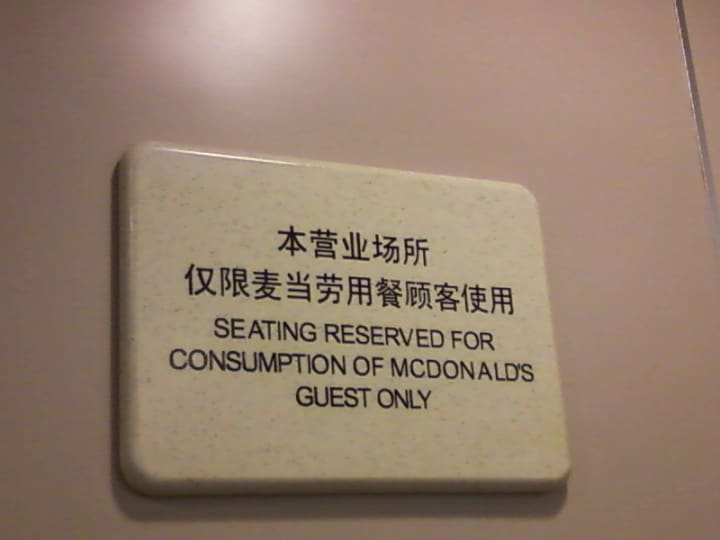 本营业场所
仅限麦当劳用餐顾客使用
SEATING RESERVED FOR
CONSUMPTION OF MCDONALD'S
GUEST ONLY